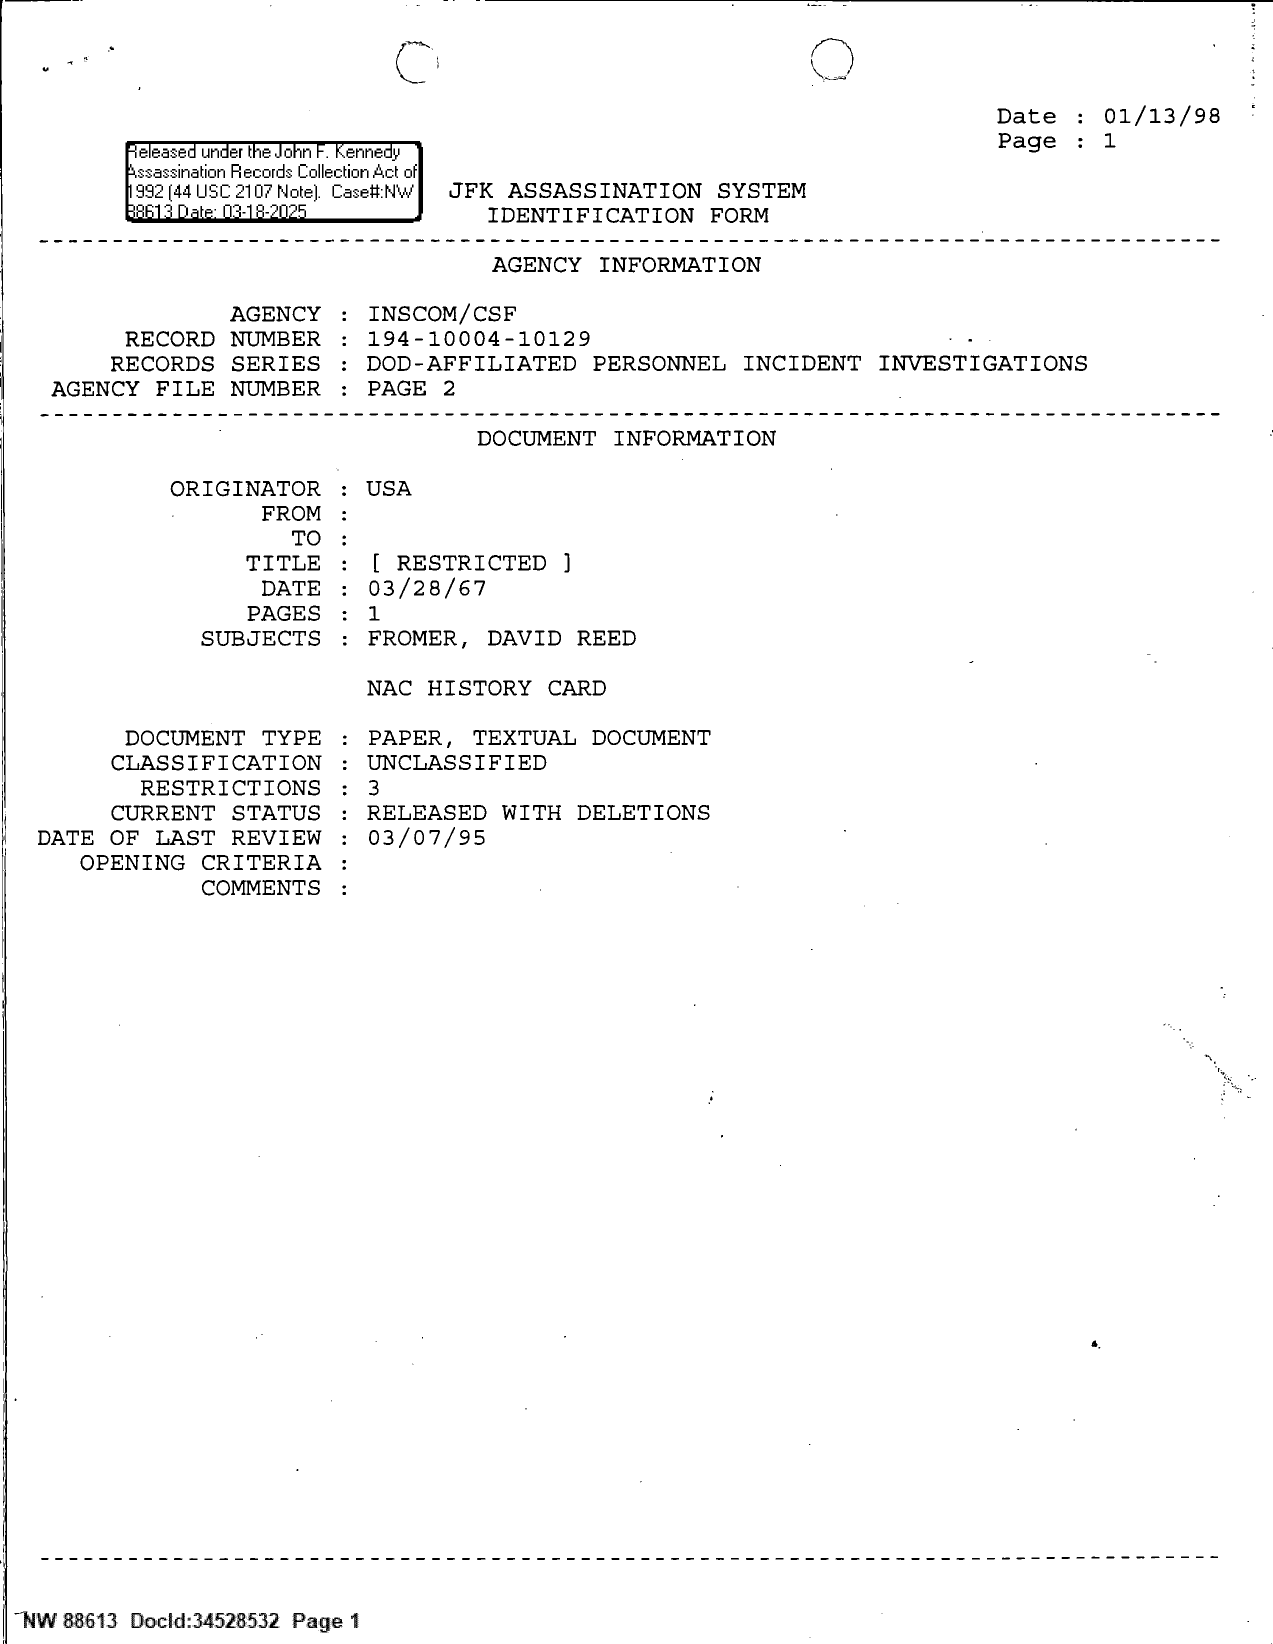 Date : 01/13/98
Page : 1
Released under the John F. Kennedy
Assassination Records Collection Act of
1992 (44 USC 2107 Note). Case#:NW
88613 Date: 03-18-2025
JFK ASSASSINATION SYSTEM
IDENTIFICATION FORM
AGENCY INFORMATION
AGENCY : INSCOM/CSF
RECORD NUMBER : 194-10004-10129
RECORDS SERIES : DOD-AFFILIATED PERSONNEL INCIDENT INVESTIGATIONS
AGENCY FILE NUMBER : PAGE 2
DOCUMENT INFORMATION
ORIGINATOR : USA
FROM :
TO :
TITLE : [ RESTRICTED ]
DATE : 03/28/67
PAGES : 1
SUBJECTS : FROMER, DAVID REED
NAC HISTORY CARD
DOCUMENT TYPE : PAPER, TEXTUAL DOCUMENT
CLASSIFICATION : UNCLASSIFIED
RESTRICTIONS : 3
CURRENT STATUS : RELEASED WITH DELETIONS
DATE OF LAST REVIEW : 03/07/95
OPENING CRITERIA :
COMMENTS :
NW 88613 DocId:34528532 Page 1